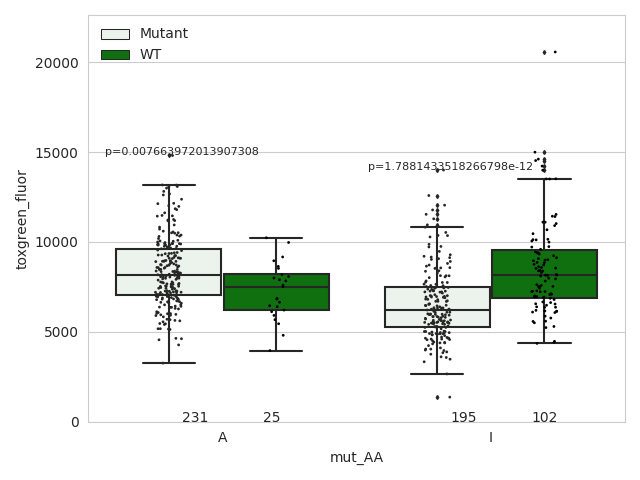 Mutant
WT
20000
15000
10000
5000
0
toxgreen_fluor
p=0.007663972013907308
p=1.7881433518266798e-12
231 25 195 102
A I
mut_AA